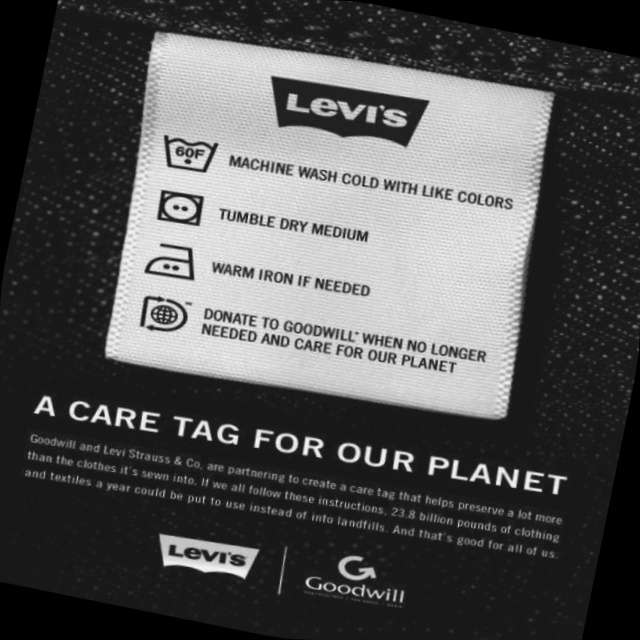 Levi's
60F
MACHINE WASH COLD WITH LIKE COLORS
TUMBLE DRY MEDIUM
WARM IRON IF NEEDED
DONATE TO GOODWILL® WHEN NO LONGER
NEEDED AND CARE FOR OUR PLANET
A CARE TAG FOR OUR PLANET
Goodwill and Levi Strauss & Co. are partnering to create a care tag that helps preserve a lot more
than the clothes it's sewn into. If we all follow these instructions, 23.8 billion pounds of clothing
and textiles a year could be put to use instead of into landfills. And that's good for all of us.
Levi's
Goodwill